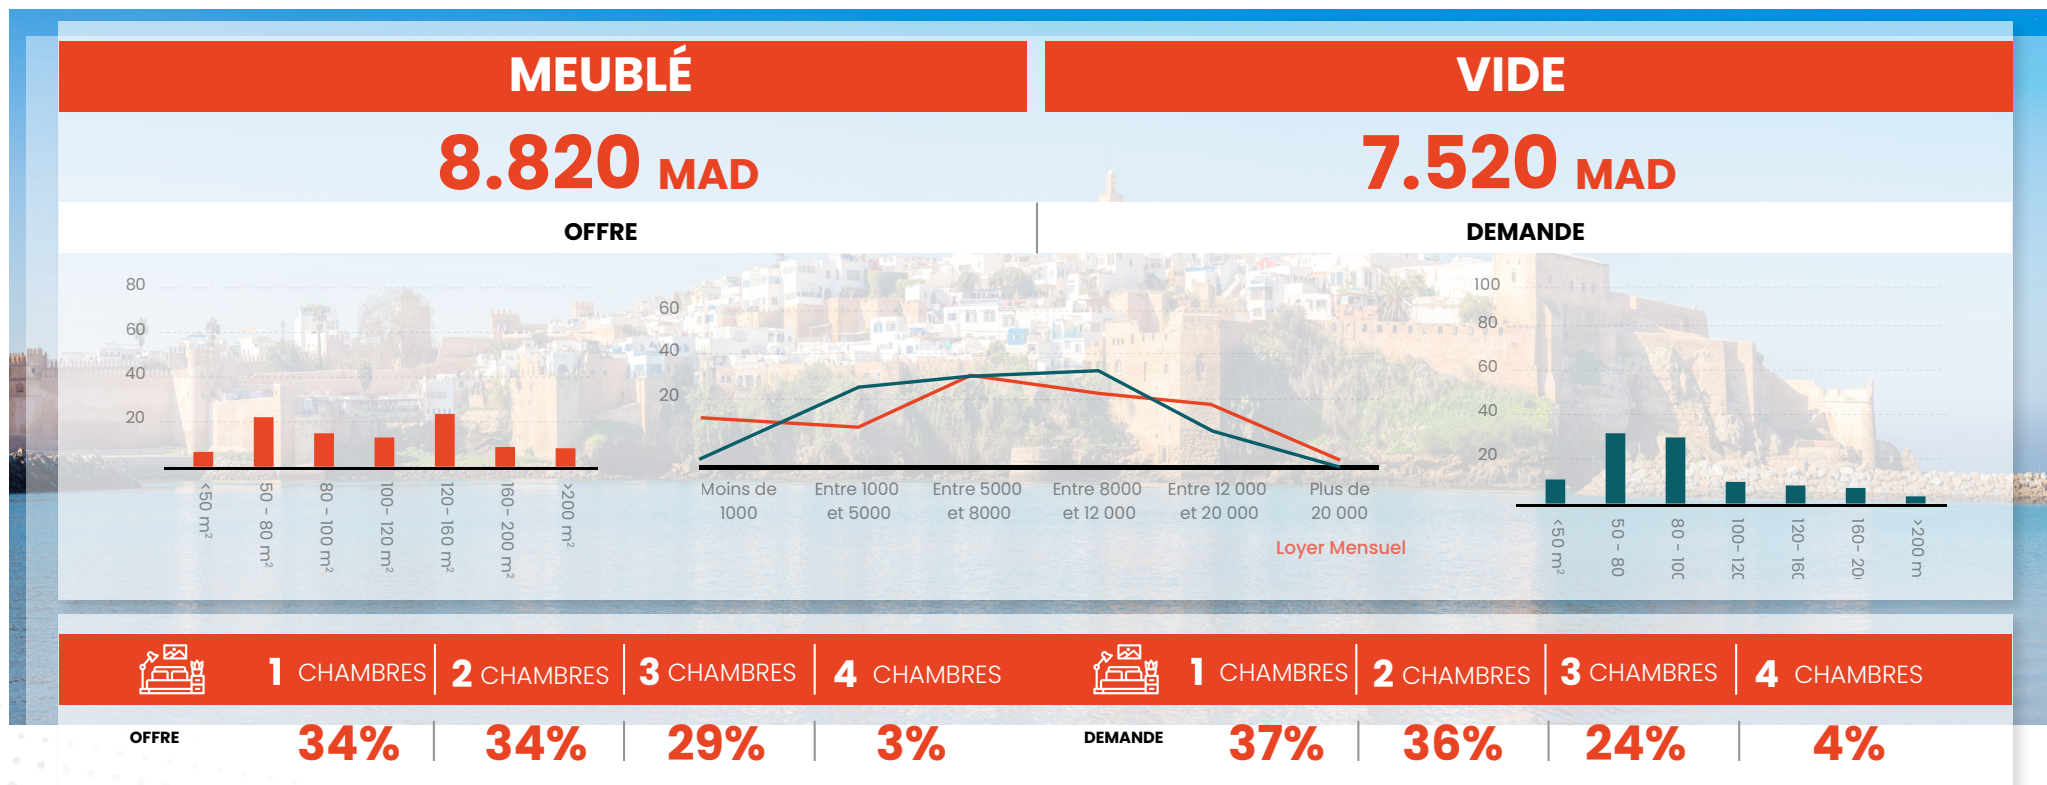 MEUBLÉ
VIDE
8.820 MAD
7.520 MAD
OFFRE
DEMANDE
80
60
40
20
<50 m²
50 - 80 m²
80 - 100 m²
100- 120 m²
120- 160 m²
160- 200 m²
>200 m²
60
40
20
Moins de
1000
Entre 1000
et 5000
Entre 5000
et 8000
Entre 8000
et 12 000
Entre 12 000
et 20 000
Plus de
20 000
Loyer Mensuel
100
80
60
40
20
<50 m²
50 - 80
80 - 100
100- 120
120- 160
160- 20
>200 m
1 CHAMBRES
2 CHAMBRES
3 CHAMBRES
4 CHAMBRES
1 CHAMBRES
2 CHAMBRES
3 CHAMBRES
4 CHAMBRES
OFFRE
34%
34%
29%
3%
DEMANDE
37%
36%
24%
4%